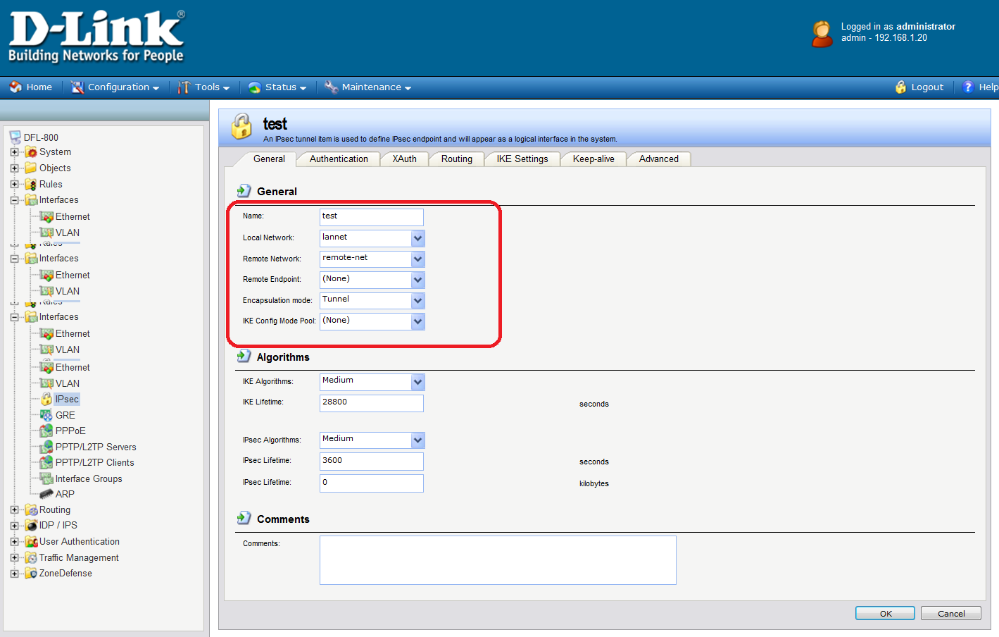 D-Link®
Building Networks for People
Logged in as administrator
admin - 192.168.1.20
Home Configuration Tools Status Maintenance Logout Help
DFL-800
System
Objects
Rules
Interfaces
Ethernet
VLAN
Rules
Interfaces
Ethernet
VLAN
Rules
Interfaces
Ethernet
VLAN
Ethernet
VLAN
IPsec
GRE
PPPoE
PPTP/L2TP Servers
PPTP/L2TP Clients
Interface Groups
ARP
Routing
IDP / IPS
User Authentication
Traffic Management
ZoneDefense
test
An IPsec tunnel item is used to define IPsec endpoint and will appear as a logical interface in the system.
General Authentication XAuth Routing IKE Settings Keep-alive Advanced
General
Name: test
Local Network: lannet
Remote Network: remote-net
Remote Endpoint: (None)
Encapsulation mode: Tunnel
IKE Config Mode Pool: (None)
Algorithms
IKE Algorithms: Medium
IKE Lifetime: 28800 seconds
IPsec Algorithms: Medium
IPsec Lifetime: 3600 seconds
IPsec Lifetime: 0 kilobytes
Comments
Comments:
OK Cancel